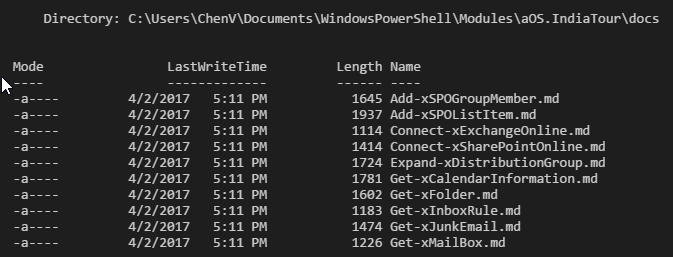 Directory: C:\Users\ChenV\Documents\WindowsPowerShell\Modules\aOS.IndiaTour\docs
Mode LastWriteTime Length Name
---- ------------- ------ ----
-a---- 4/2/2017 5:11 PM 1645 Add-xSPOGroupMember.md
-a---- 4/2/2017 5:11 PM 1937 Add-xSPOListItem.md
-a---- 4/2/2017 5:11 PM 1114 Connect-xExchangeOnline.md
-a---- 4/2/2017 5:11 PM 1414 Connect-xSharePointOnline.md
-a---- 4/2/2017 5:11 PM 1724 Expand-xDistributionGroup.md
-a---- 4/2/2017 5:11 PM 1781 Get-xCalendarInformation.md
-a---- 4/2/2017 5:11 PM 1602 Get-xFolder.md
-a---- 4/2/2017 5:11 PM 1183 Get-xInboxRule.md
-a---- 4/2/2017 5:11 PM 1474 Get-xJunkEmail.md
-a---- 4/2/2017 5:11 PM 1226 Get-xMailBox.md